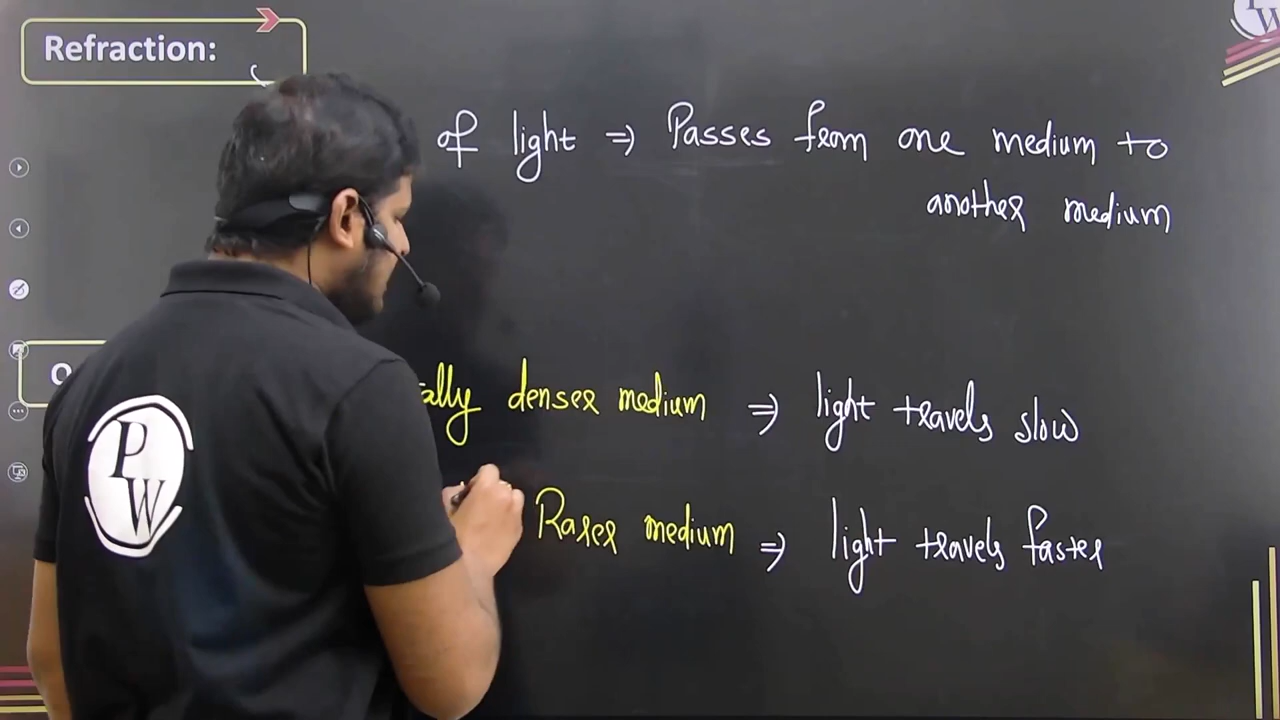 Refraction:
of light ⇒ Passes from one medium to
another medium
ally denser medium ⇒ light travels slow
Rarer medium ⇒ light travels faster
P
W